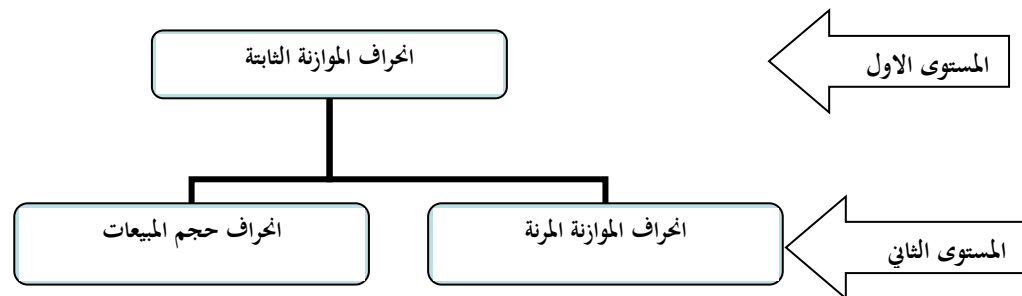 المستوى الاول
انحراف الموازنة الثابتة
المستوى الثاني
انحراف الموازنة المرنة
انحراف حجم المبيعات